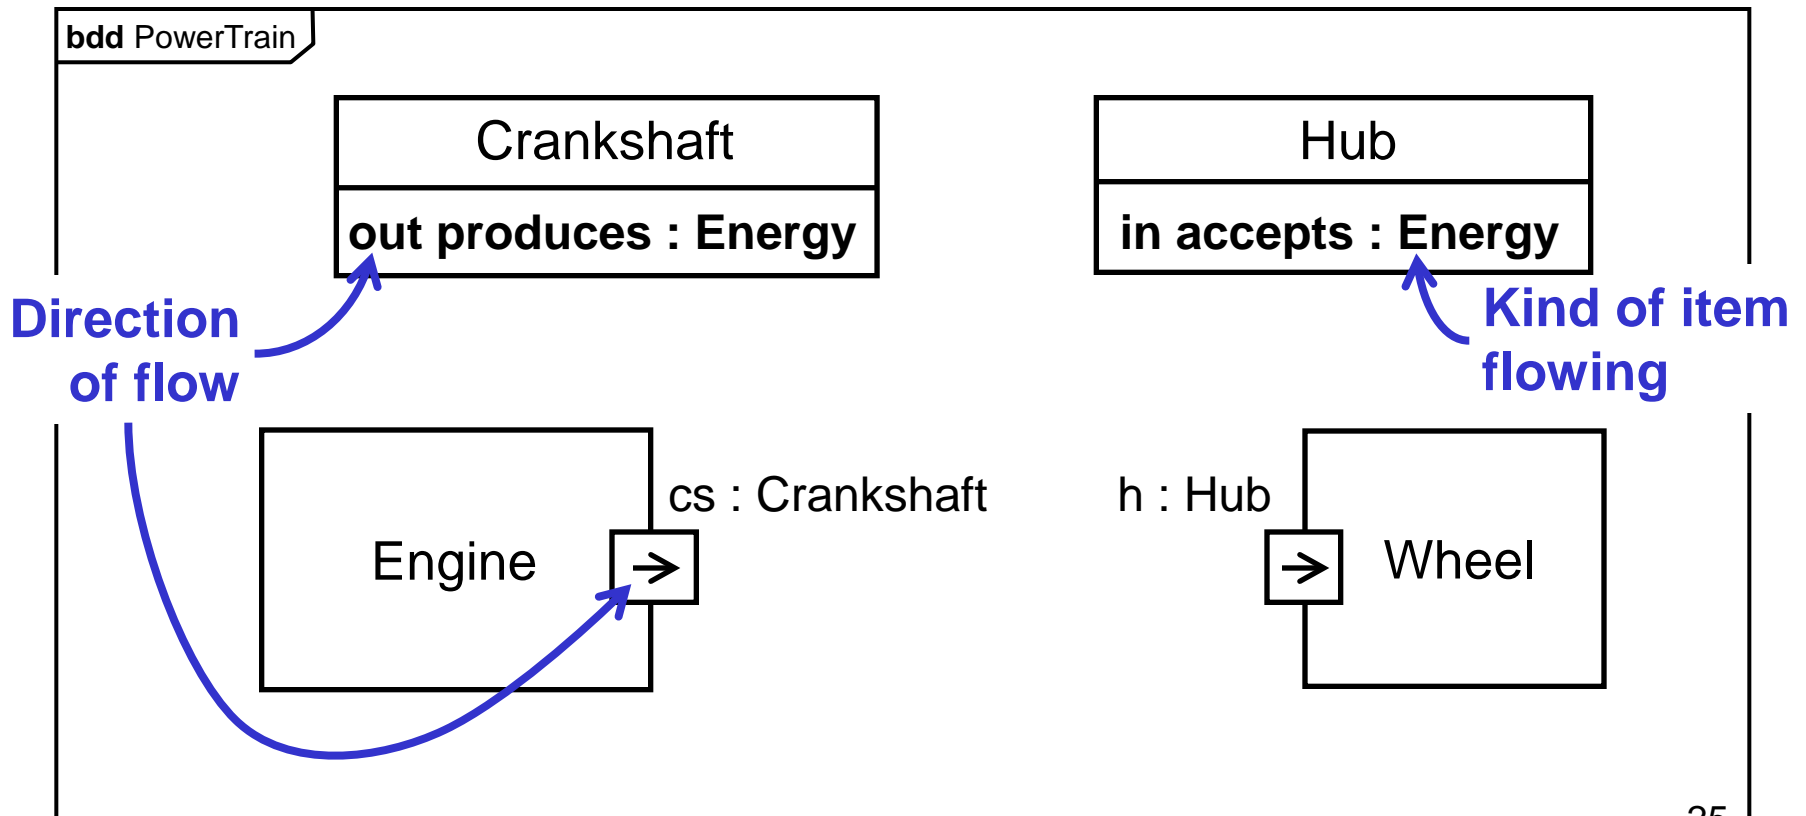 bdd PowerTrain
Crankshaft
Hub
out produces : Energy
in accepts : Energy
Direction
of flow
Kind of item
flowing
cs : Crankshaft
h : Hub
Engine
Wheel